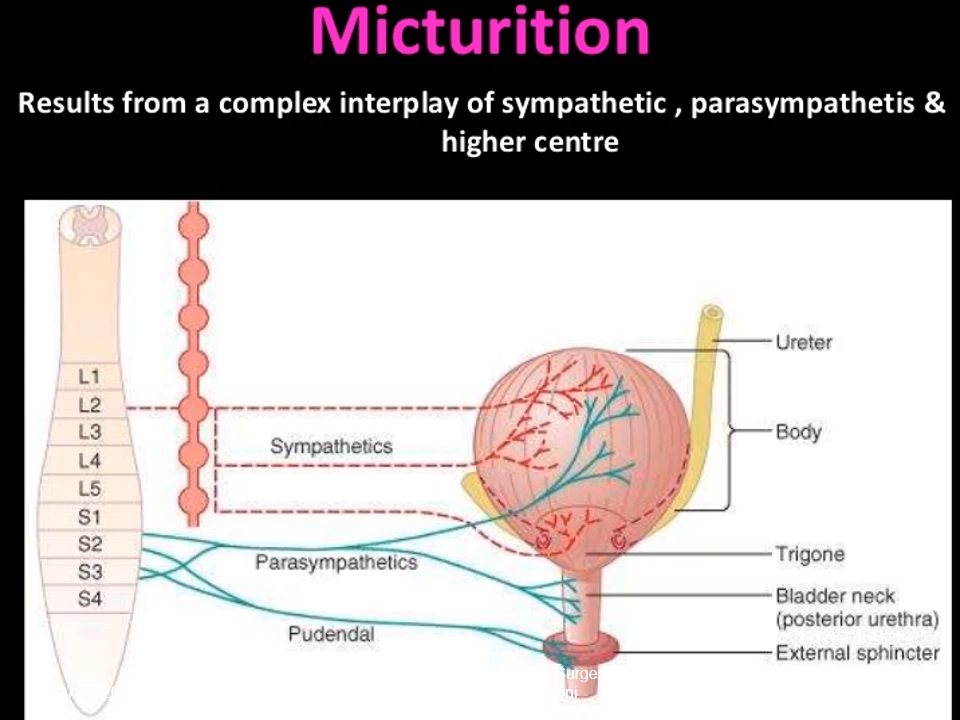 Micturition
Results from a complex interplay of sympathetic , parasympathetis &
higher centre
Ureter
L1
L2
L3
Body
Sympathetics
L4
L5
S1
S2
Trigone
Parasympathetics
S3
Bladder neck
S4
(posterior urethra)
Pudendal
External sphincter